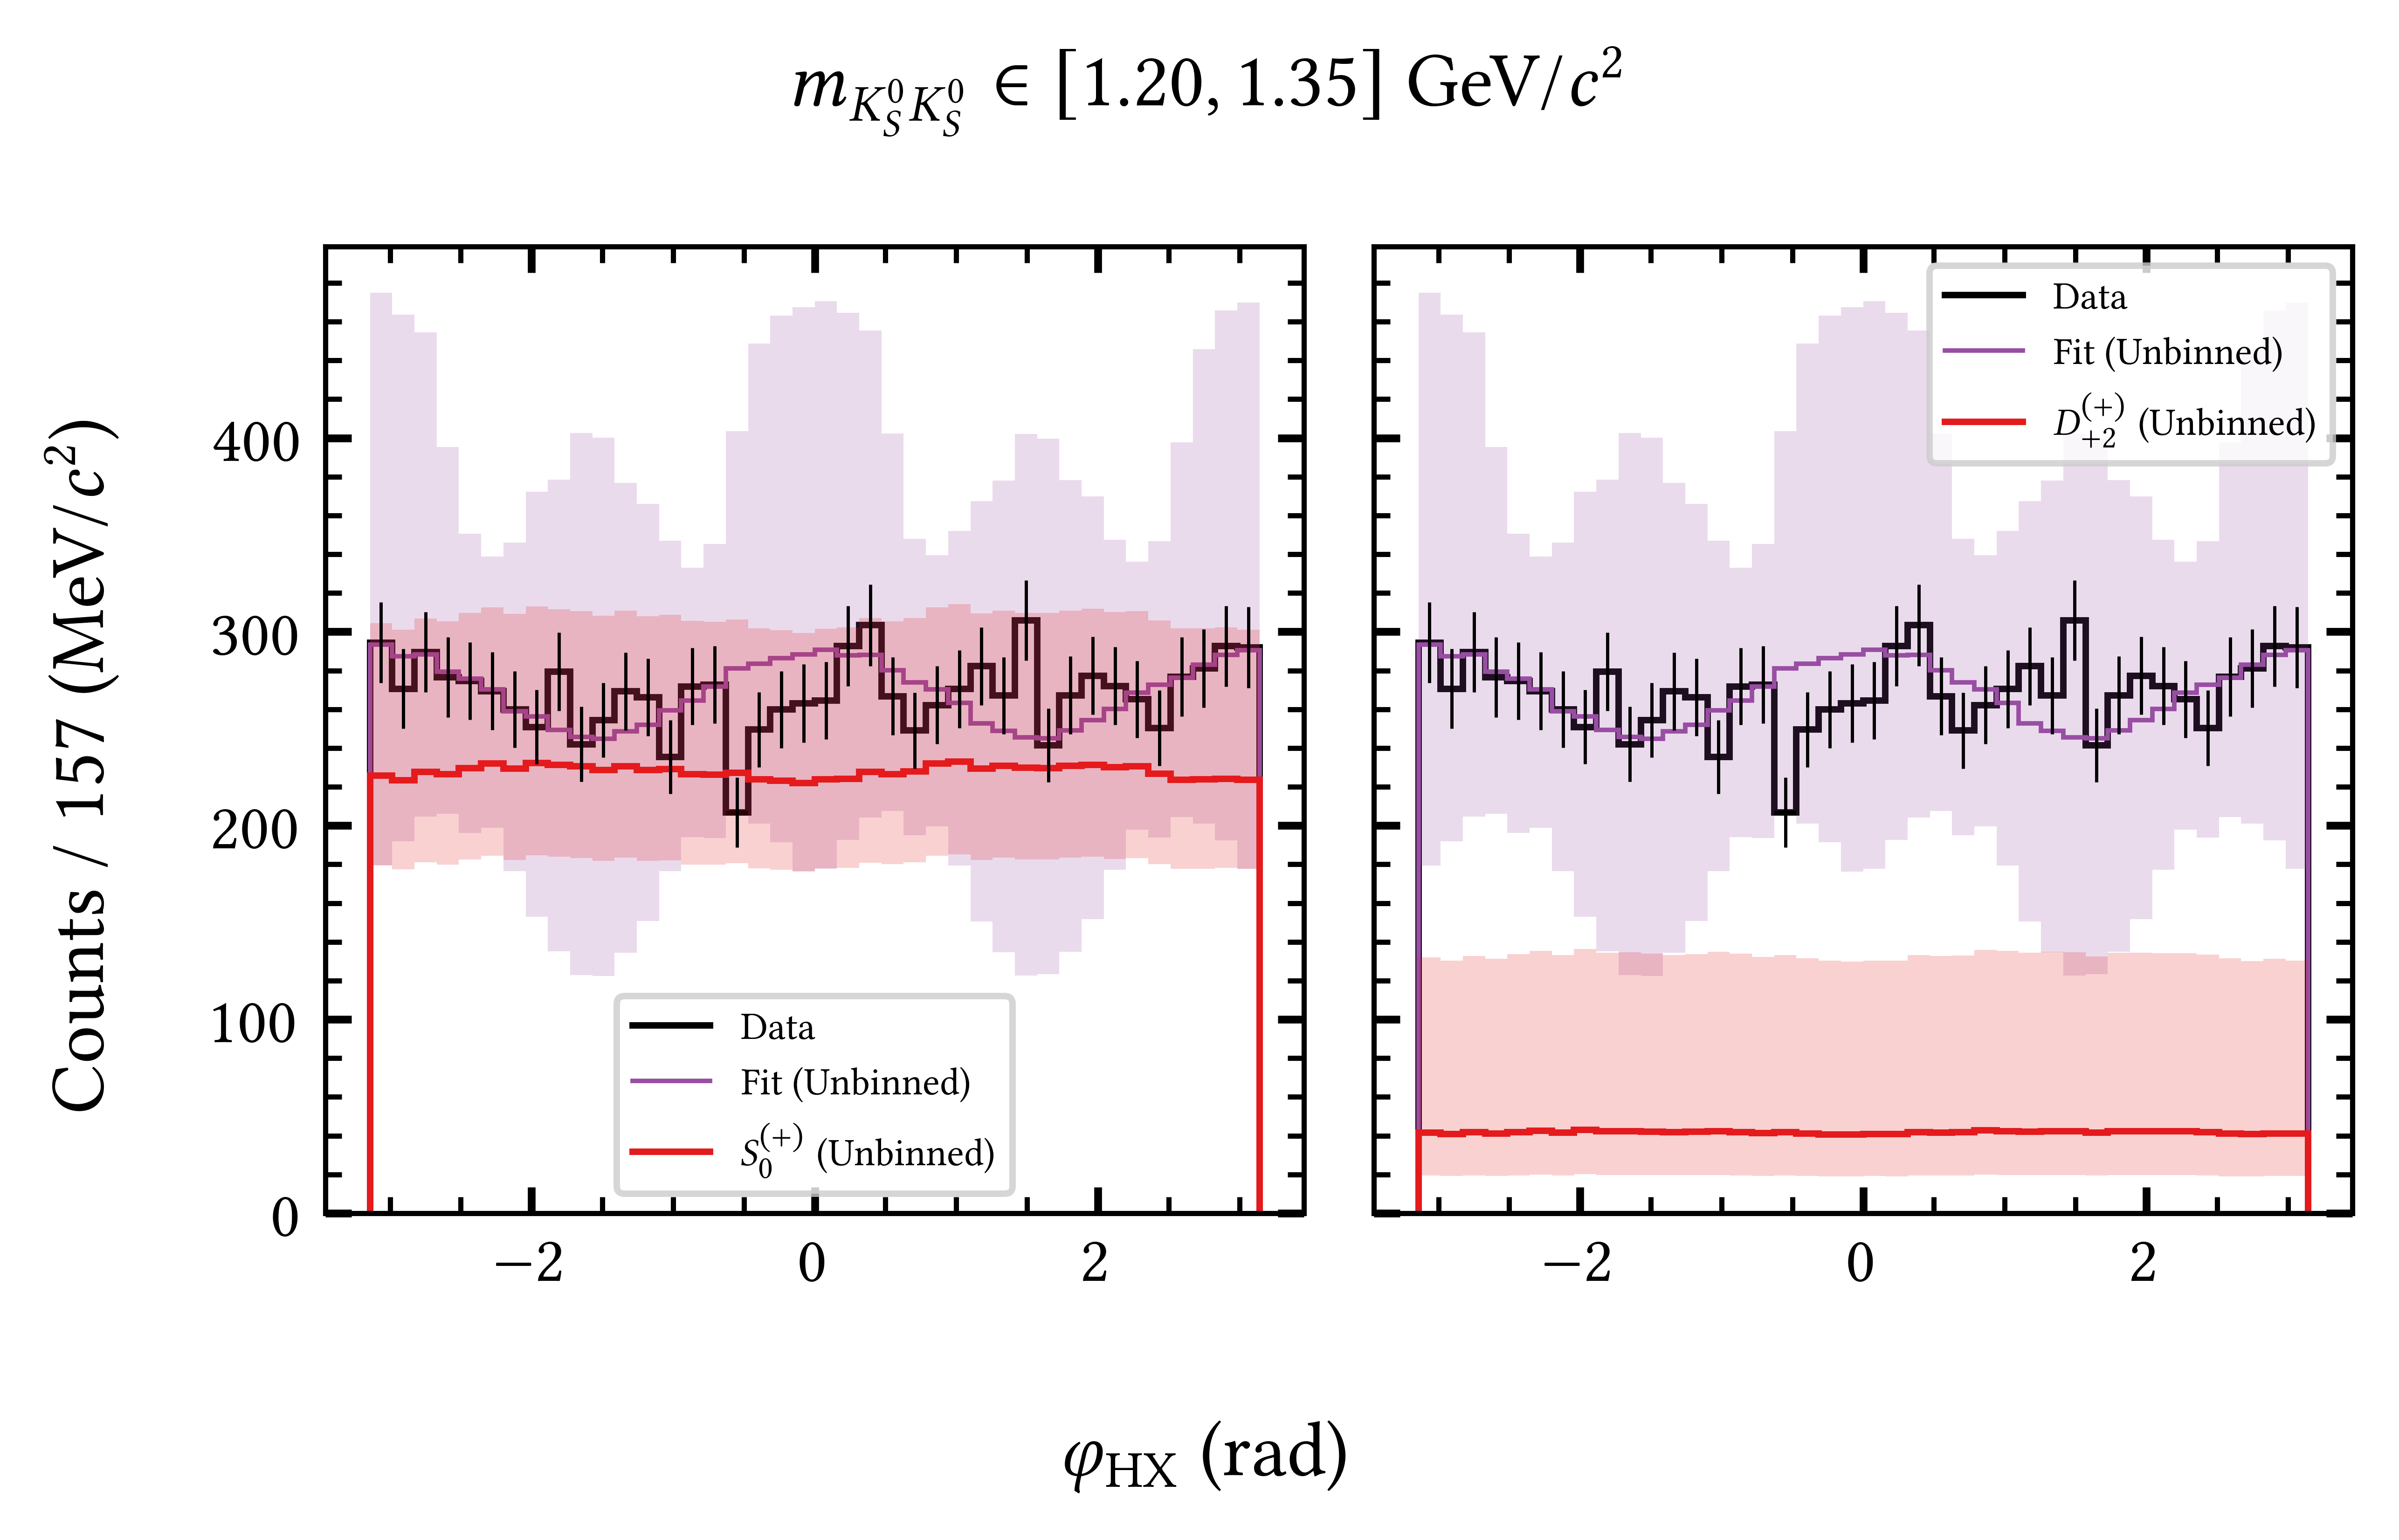 m_{K_S^0 K_S^0} ∈ [1.20, 1.35] GeV/c²
Counts / 157 (MeV/c²)
400
300
200
100
0
Data
Fit (Unbinned)
S_0^{(+)} (Unbinned)
−2
0
2
Data
Fit (Unbinned)
D_{+2}^{(+)} (Unbinned)
−2
0
2
φ_{HX} (rad)